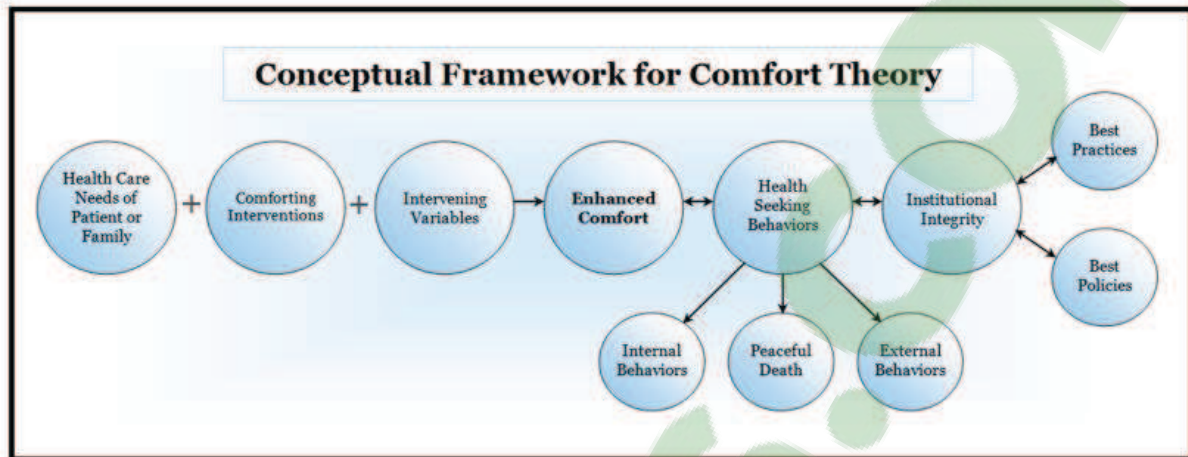 Conceptual Framework for Comfort Theory
Health Care
Needs of
Patient or
Family
+
Comforting
Interventions
+
Intervening
Variables
Enhanced
Comfort
Health
Seeking
Behaviors
Institutional
Integrity
Best
Practices
Best
Policies
Internal
Behaviors
Peaceful
Death
External
Behaviors